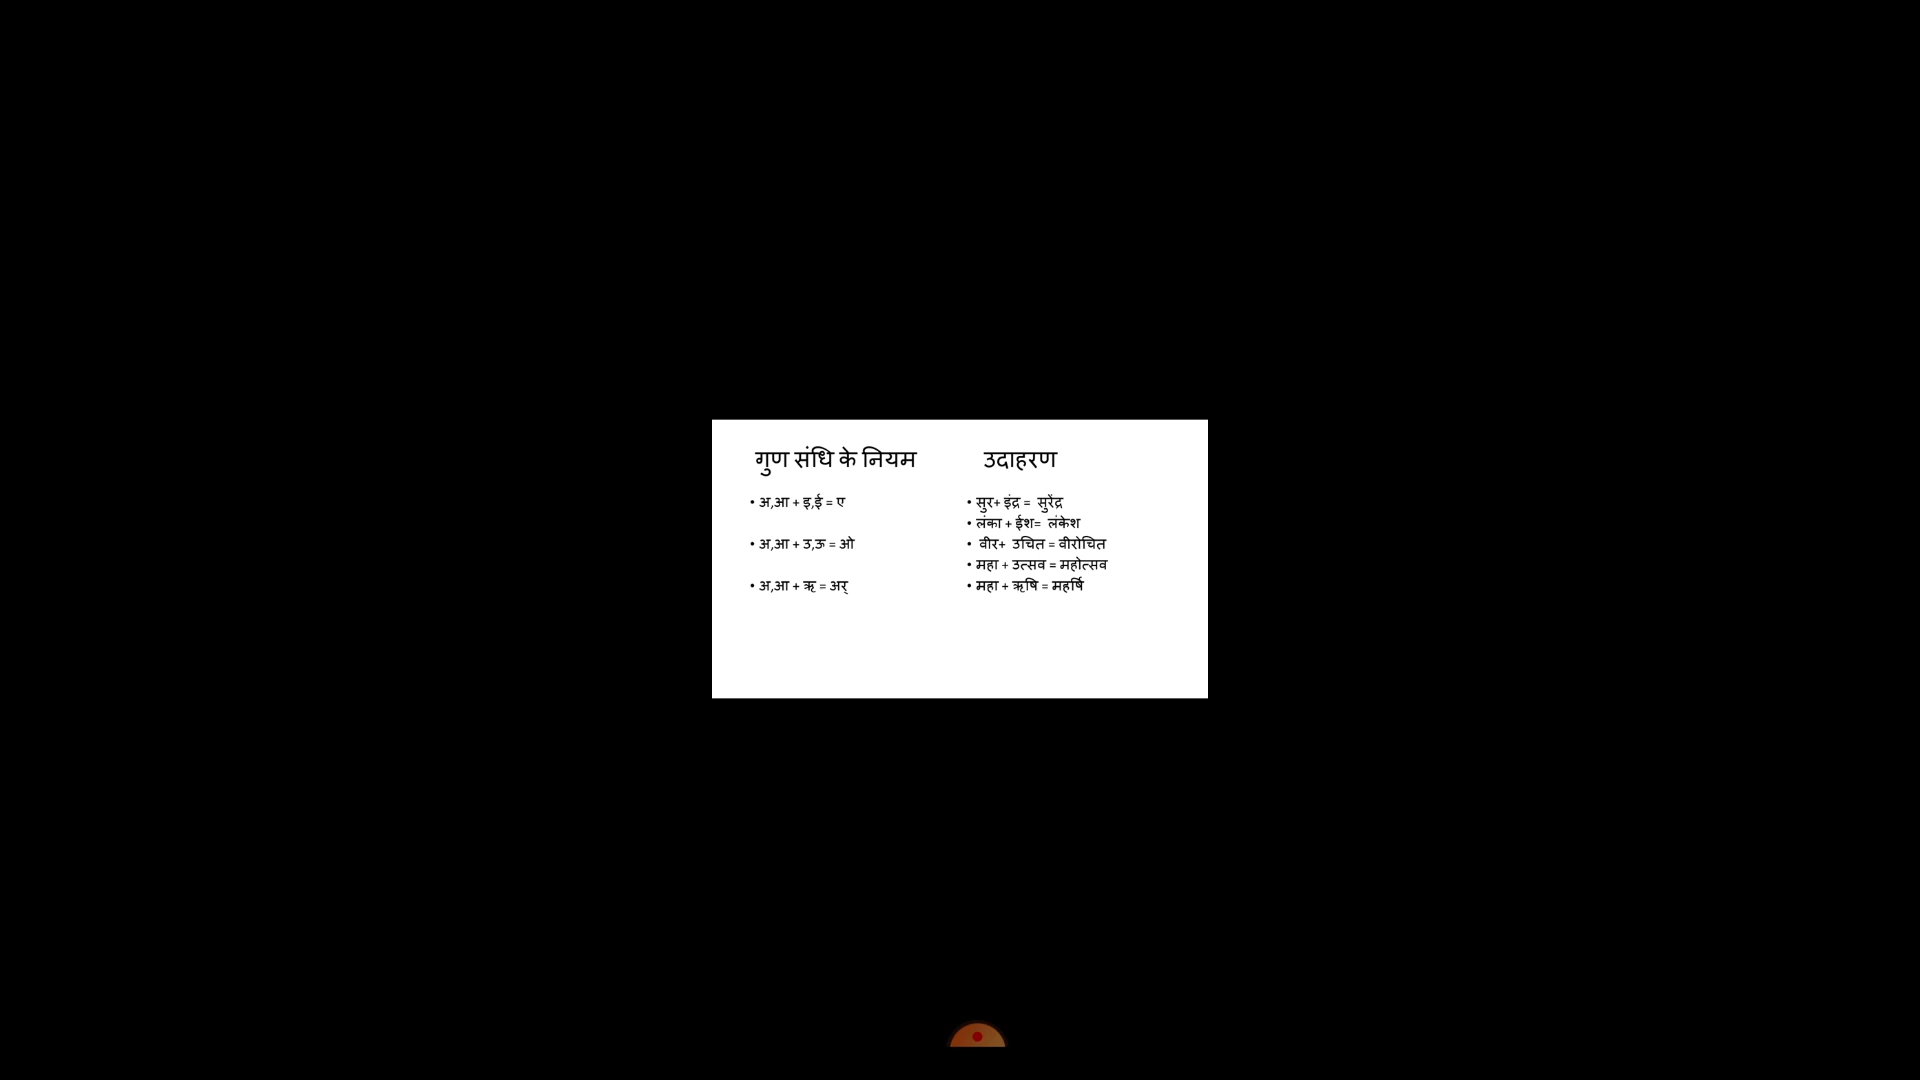 गुण संधि के नियम
• अ,आ + इ,ई = ए
• अ,आ + उ,ऊ = ओ
• अ,आ + ऋ = अर्
उदाहरण
• सुर+ इंद्र = सुरेंद्र
• लंका + ईश= लंकेश
• वीर+ उचित = वीरोचित
• महा + उत्सव = महोत्सव
• महा + ऋषि = महर्षि